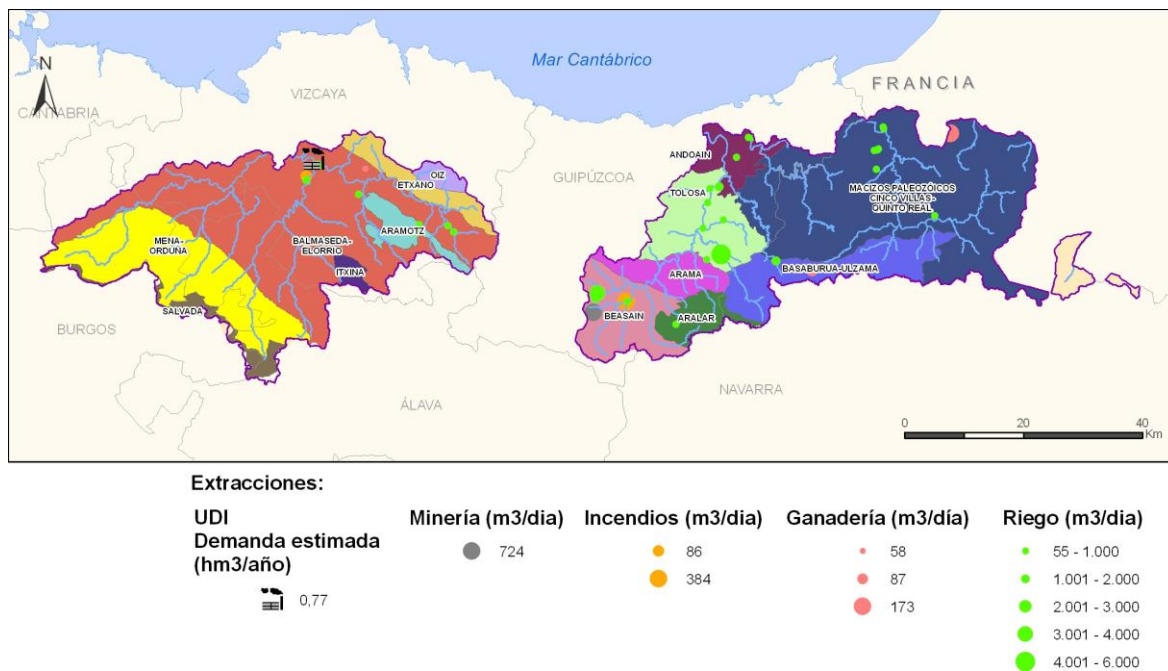 Mar Cantábrico
N
FRANCIA
CANTABRIA
VIZCAYA
ANDOAIN
OIZ
ETXANO
GUIPÚZCOA
TOLOSA
MACIZOS PALEOZÓICOS
CINCO VILLAS-
QUINTO REAL
MENA-
ORDUÑA
BALMASEDA-
ELORRIO
ARAMOTZ
ITXINA
BASABURUA-ULZAMA
ARAMA
SALVADA
BEASAIN
ARALAR
BURGOS
NAVARRA
ÁLAVA
0 20 40
Km
Extracciones:
UDI
Demanda estimada
(hm3/año)
0,77
Minería (m3/dia)
724
Incendios (m3/dia)
86
384
Ganadería (m3/día)
58
87
173
Riego (m3/dia)
55 - 1.000
1.001 - 2.000
2.001 - 3.000
3.001 - 4.000
4.001 - 6.000